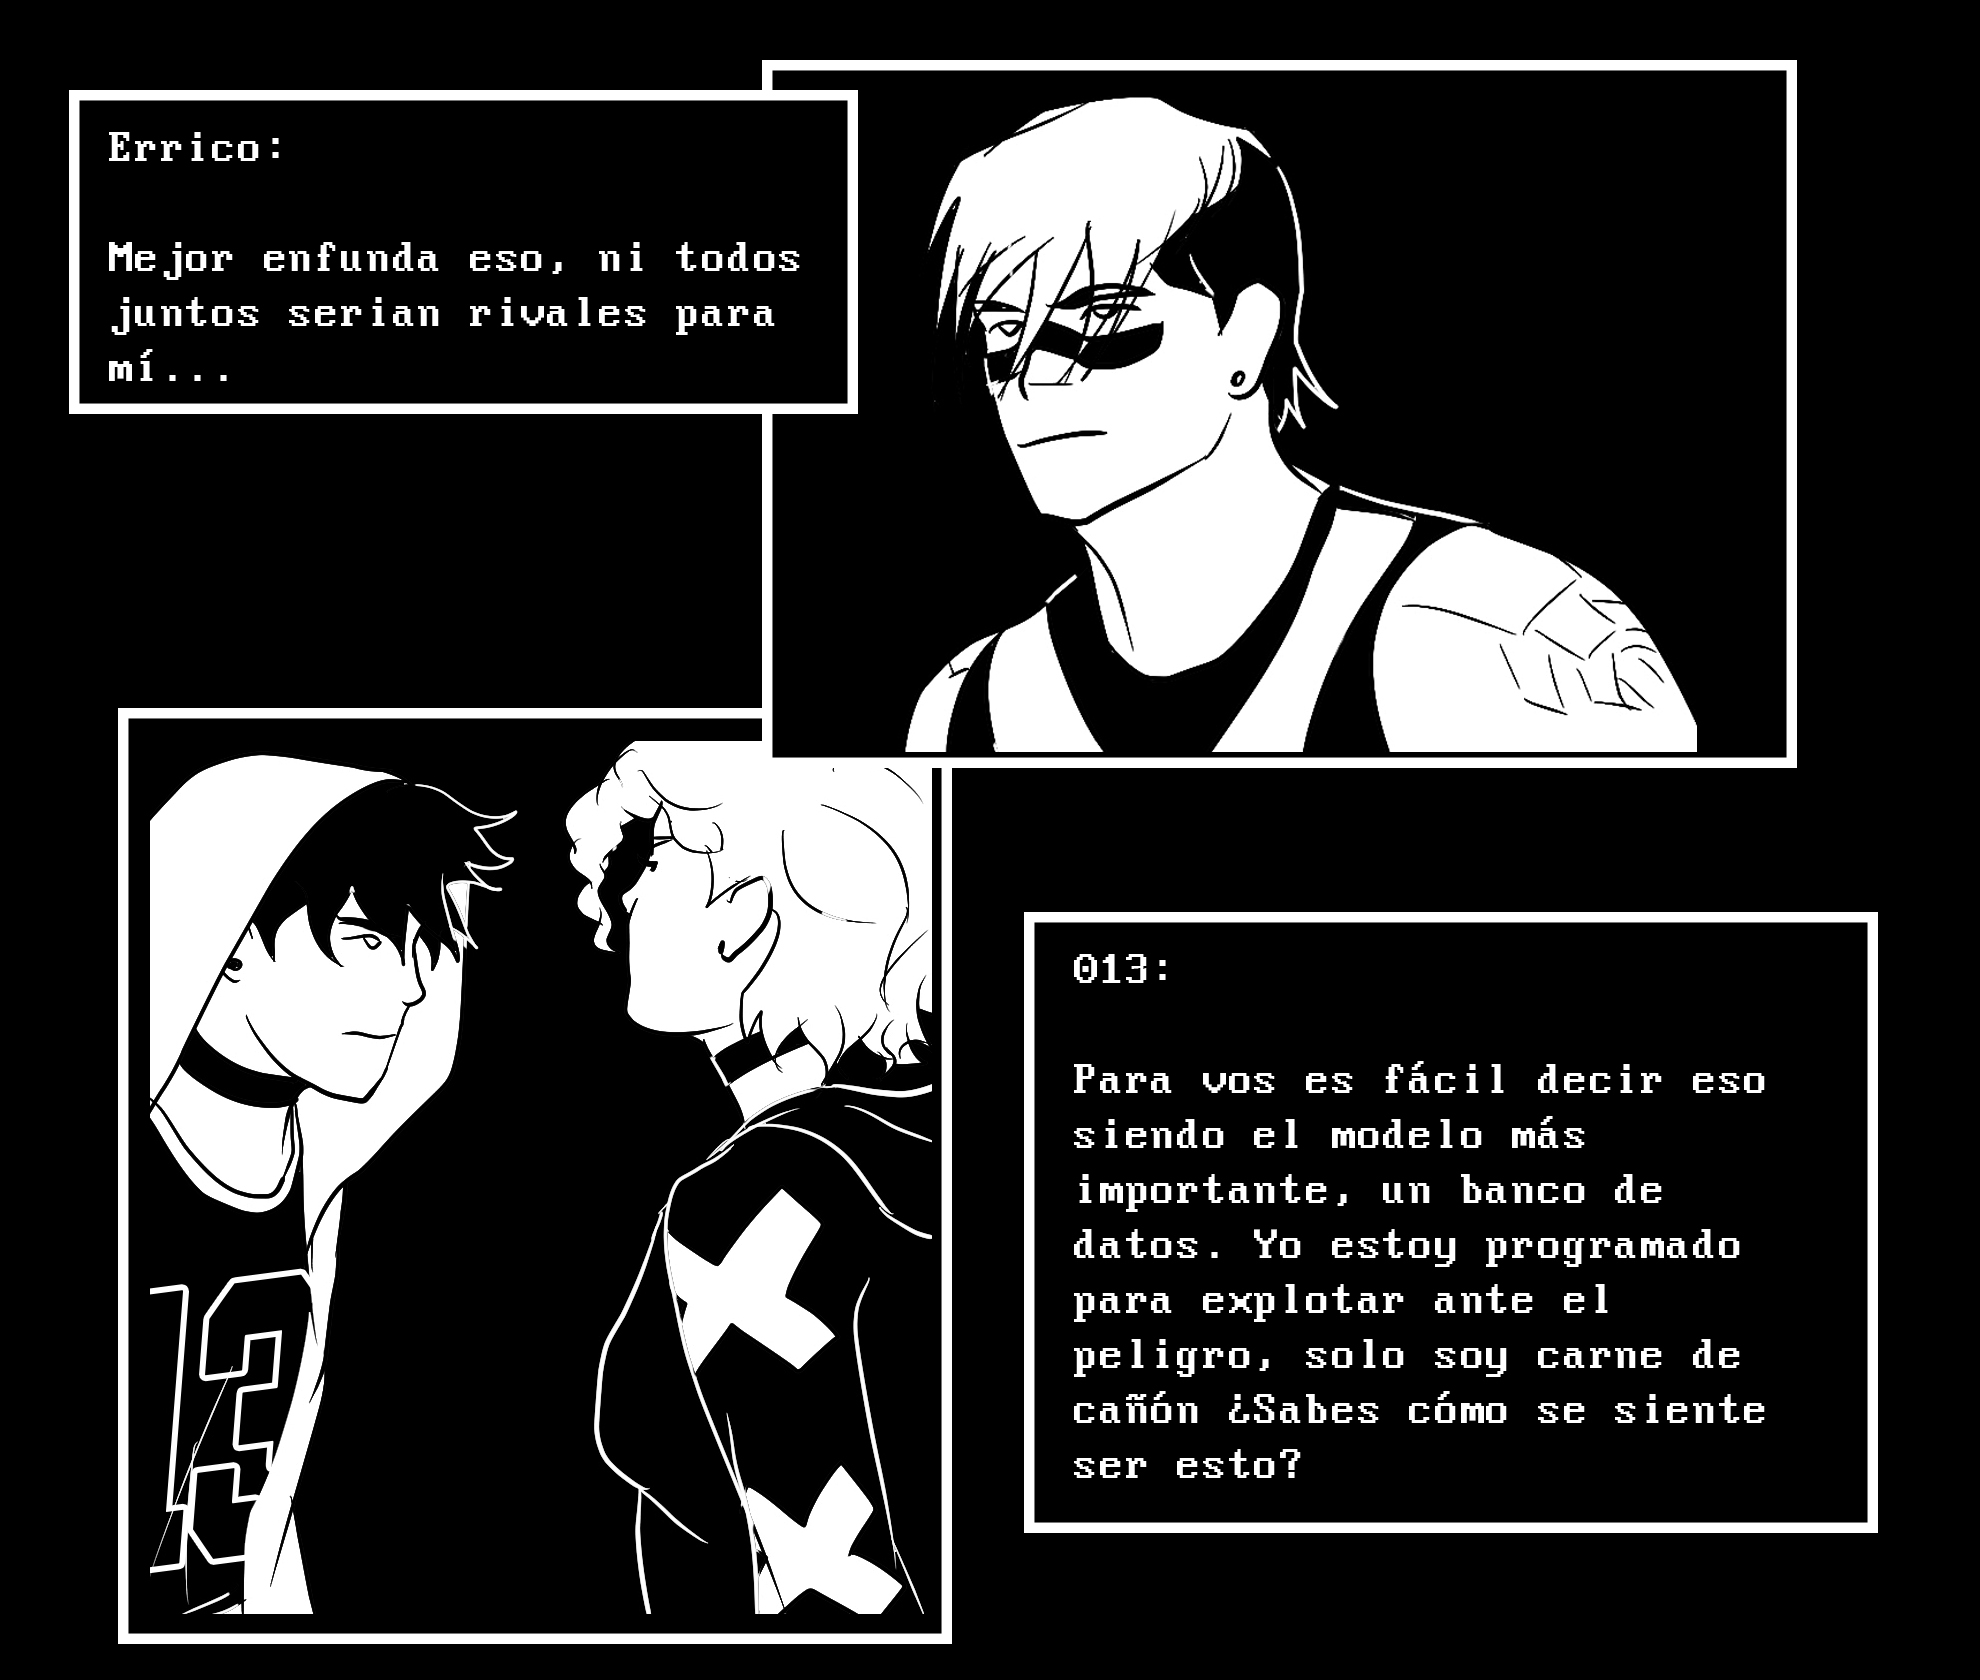 Errico:
Mejor enfunda eso, ni todos
juntos serian rivales para
mí...
13
013:
Para vos es fácil decir eso
siendo el modelo más
importante, un banco de
datos. Yo estoy programado
para explotar ante el
peligro, solo soy carne de
cañón ¿Sabes cómo se siente
ser esto?